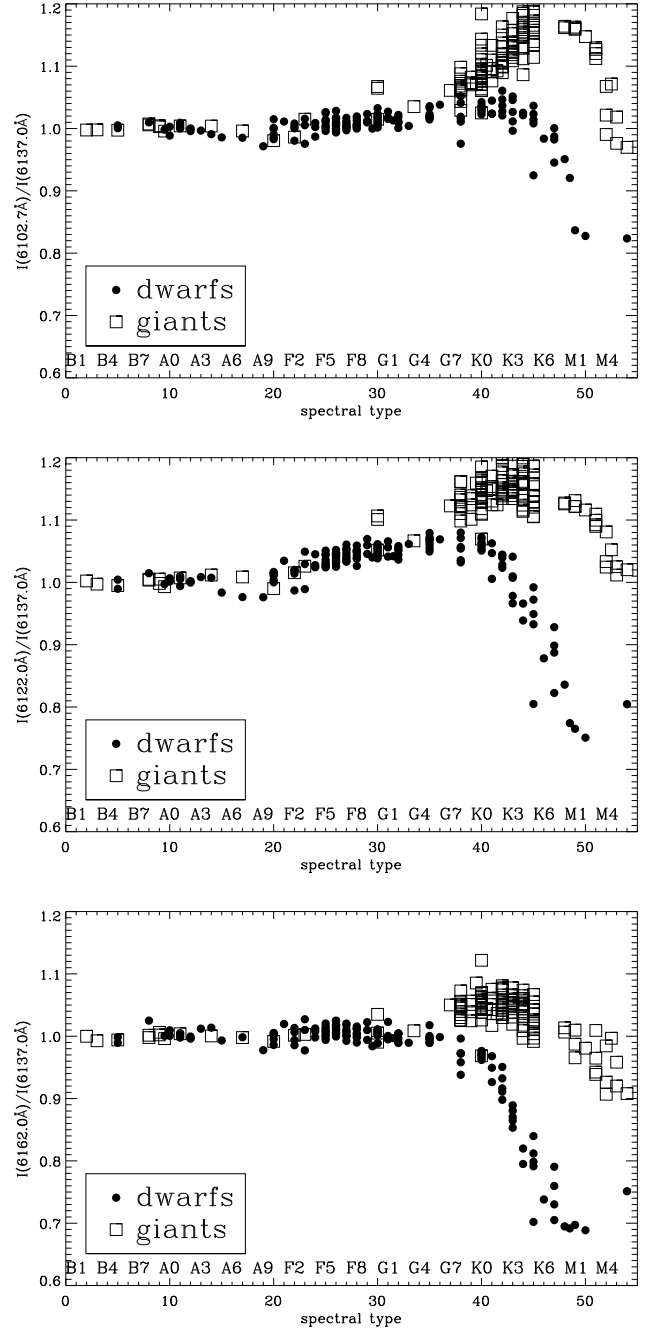 I(6102.7Å)/I(6137.0Å)
1.2
1.1
1.0
0.9
0.8
0.7
0.6
dwarfs
giants
B1 B4 B7 A0 A3 A6 A9 F2 F5 F8 G1 G4 G7 K0 K3 K6 M1 M4
0 10 20 30 40 50
spectral type
I(6122.0Å)/I(6137.0Å)
1.2
1.1
1.0
0.9
0.8
0.7
0.6
dwarfs
giants
B1 B4 B7 A0 A3 A6 A9 F2 F5 F8 G1 G4 G7 K0 K3 K6 M1 M4
0 10 20 30 40 50
spectral type
I(6162.0Å)/I(6137.0Å)
1.2
1.1
1.0
0.9
0.8
0.7
0.6
dwarfs
giants
B1 B4 B7 A0 A3 A6 A9 F2 F5 F8 G1 G4 G7 K0 K3 K6 M1 M4
0 10 20 30 40 50
spectral type